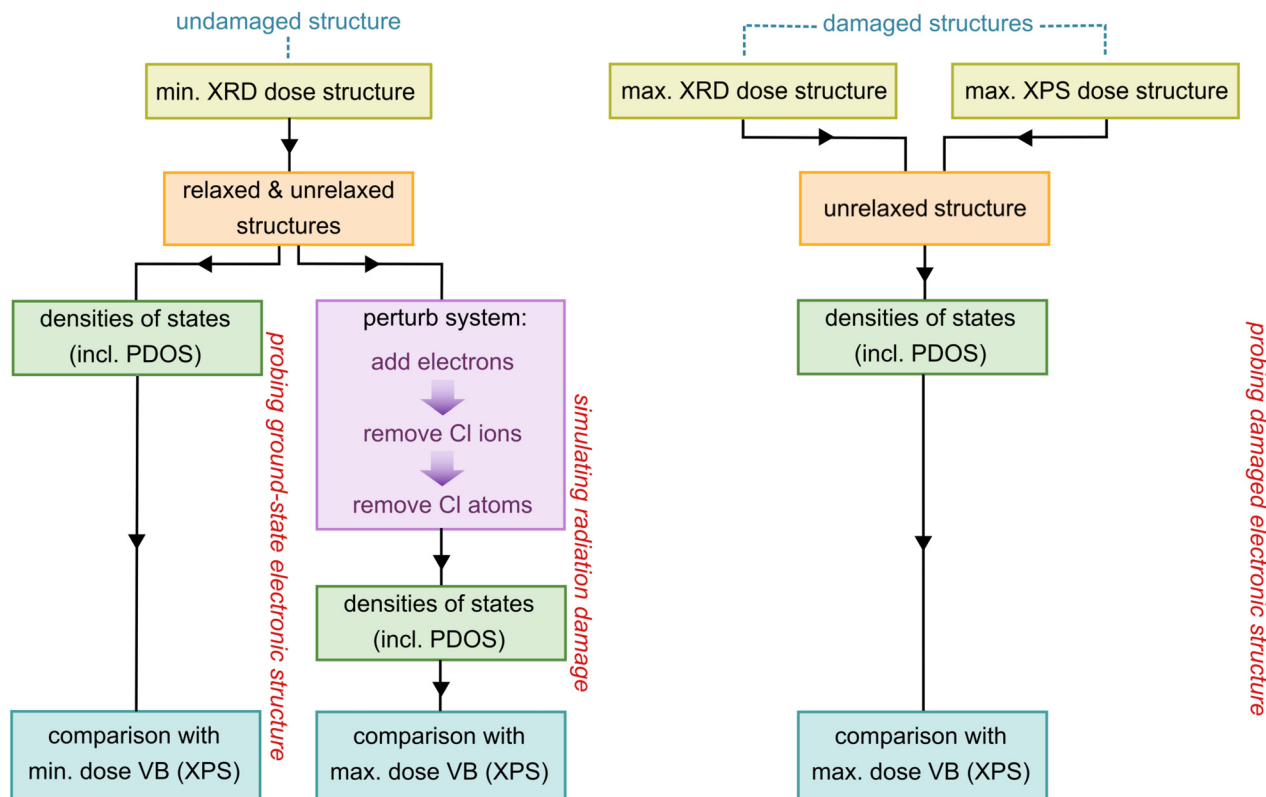 undamaged structure
min. XRD dose structure
relaxed & unrelaxed
structures
densities of states
(incl. PDOS)
probing ground-state electronic structure
comparison with
min. dose VB (XPS)
perturb system:
add electrons
remove Cl ions
remove Cl atoms
simulating radiation damage
densities of states
(incl. PDOS)
comparison with
max. dose VB (XPS)
damaged structures
max. XRD dose structure
max. XPS dose structure
unrelaxed structure
densities of states
(incl. PDOS)
probing damaged electronic structure
comparison with
max. dose VB (XPS)